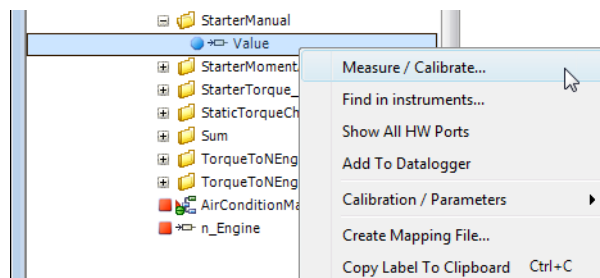 StarterManual
Value
StarterMoment
StarterTorque_
StaticTorqueCh
Sum
TorqueToNEng
TorqueToNEng
AirConditionMa
n_Engine
Measure / Calibrate...
Find in instruments...
Show All HW Ports
Add To Datalogger
Calibration / Parameters
Create Mapping File...
Copy Label To Clipboard Ctrl+C